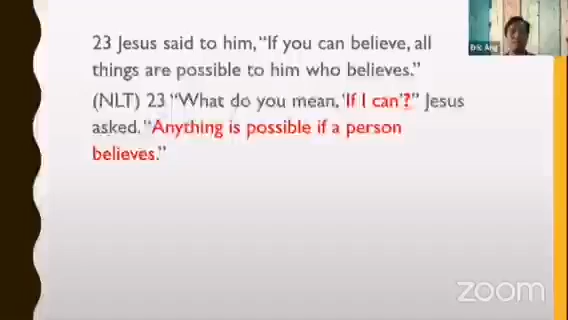 23 Jesus said to him, “If you can believe, all
things are possible to him who believes.”
(NLT) 23 “What do you mean, ‘If I can’?” Jesus
asked. “Anything is possible if a person
believes.”
Eric Ang
zoom